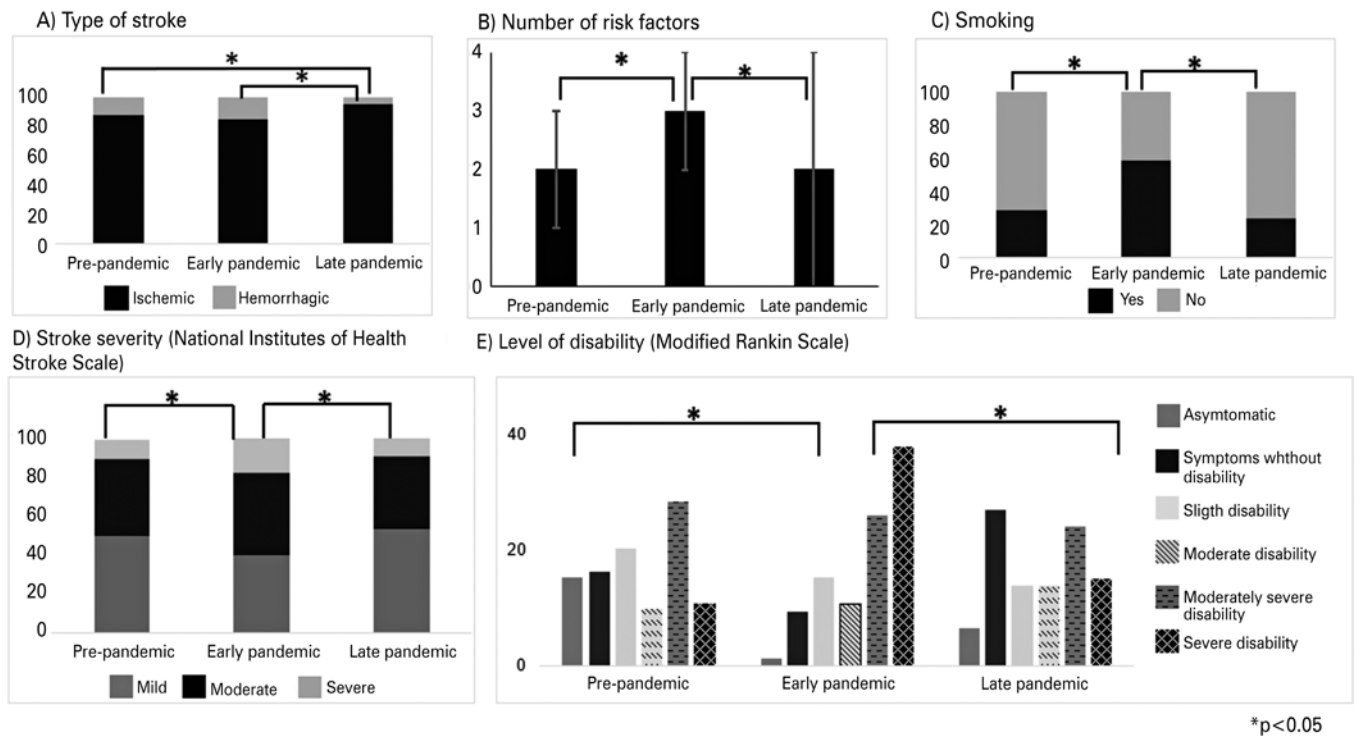 A) Type of stroke
*
*
100
80
60
40
20
0
Pre-pandemic Early pandemic Late pandemic
Ischemic Hemorrhagic
B) Number of risk factors
*
*
4
3
2
1
0
Pre-pandemic Early pandemic Late pandemic
C) Smoking
* *
100
80
60
40
20
0
Pre-pandemic Early pandemic Late pandemic
Yes No
D) Stroke severity (National Institutes of Health
Stroke Scale)
* *
100
80
60
40
20
0
Pre-pandemic Early pandemic Late pandemic
Mild Moderate Severe
E) Level of disability (Modified Rankin Scale)
* *
40
20
0
Pre-pandemic Early pandemic Late pandemic
Asymtomatic
Symptoms whthout
disability
Sligth disability
Moderate disability
Moderately severe
disability
Severe disability
*p<0.05